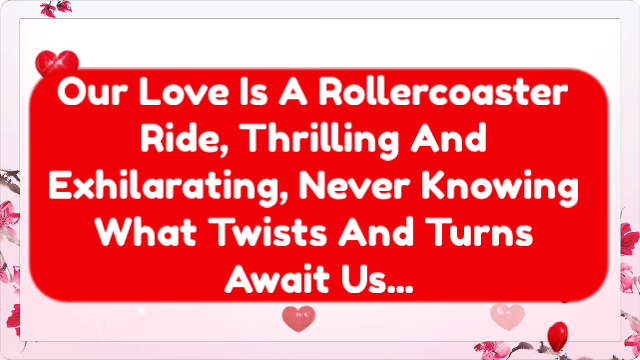 Our Love Is A Rollercoaster
Ride, Thrilling And
Exhilarating, Never Knowing
What Twists And Turns
Await Us...